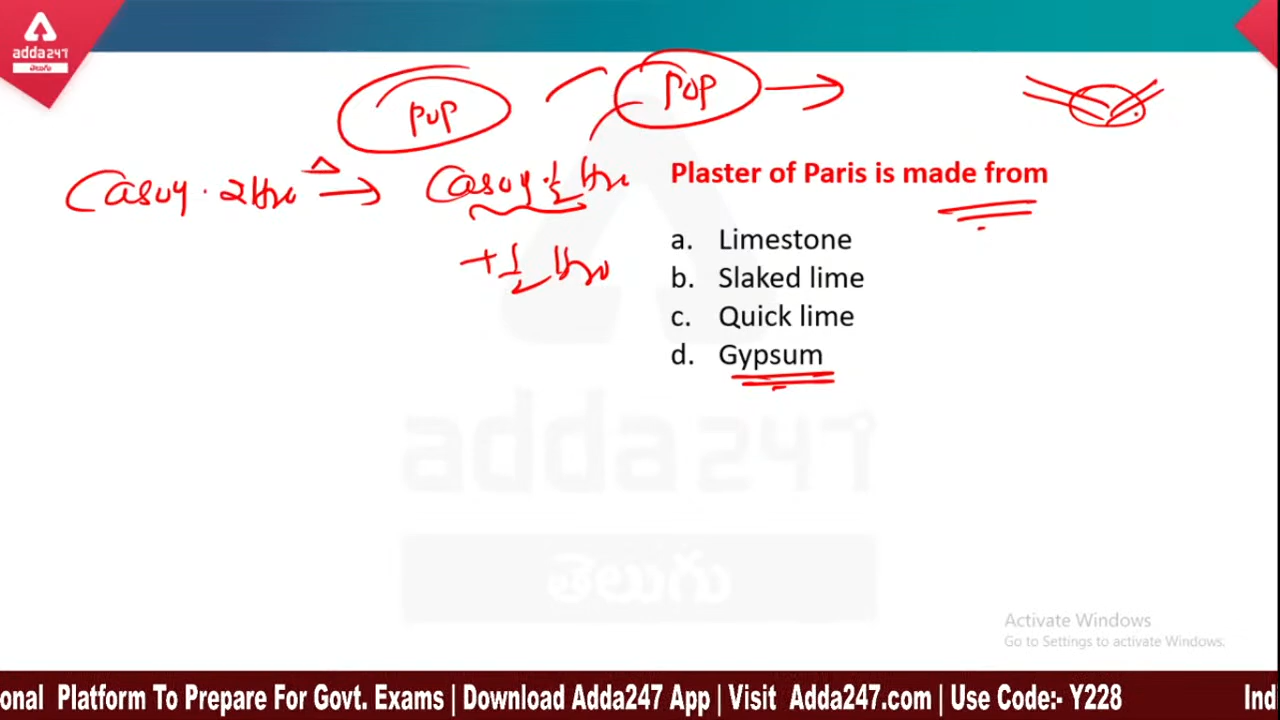 adda247
తెలుగు
POP
POP
CaSO4 · 2H2O Δ → CaSO4 · 1/2 H2O
+ 1/2 H2O
Plaster of Paris is made from
a. Limestone
b. Slaked lime
c. Quick lime
d. Gypsum
adda247
తెలుగు
Activate Windows
Go to Settings to activate Windows.
onal Platform To Prepare For Govt. Exams | Download Adda247 App | Visit Adda247.com | Use Code:- Y228 Ind